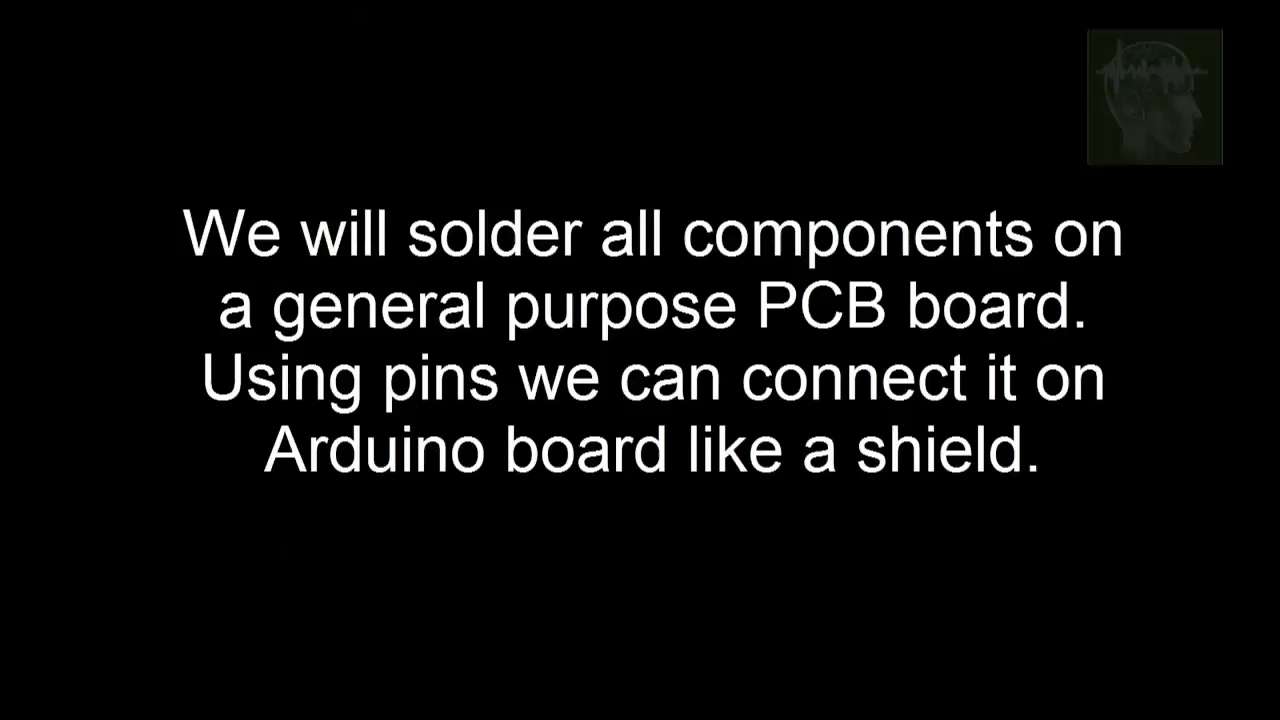 We will solder all components on
a general purpose PCB board.
Using pins we can connect it on
Arduino board like a shield.